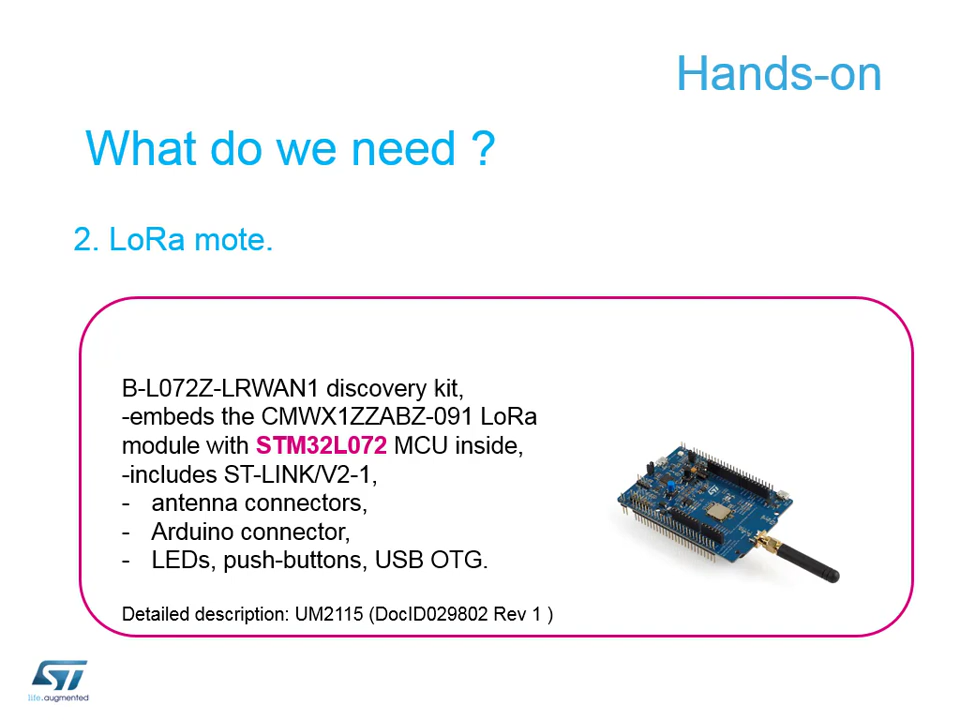 Hands-on
What do we need ?
2. LoRa mote.
B-L072Z-LRWAN1 discovery kit,
-embeds the CMWX1ZZABZ-091 LoRa
module with STM32L072 MCU inside,
-includes ST-LINK/V2-1,
- antenna connectors,
- Arduino connector,
- LEDs, push-buttons, USB OTG.
Detailed description: UM2115 (DocID029802 Rev 1 )
ST
life.augmented